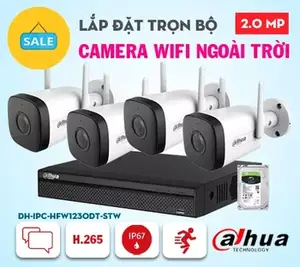 SALE
LẮP ĐẶT TRỌN BỘ
2.0 MP
CAMERA WIFI NGOÀI TRỜI
alhua
DH-IPC-HFW1230DT-STW
H.265
IP67
alhua
TECHNOLOGY